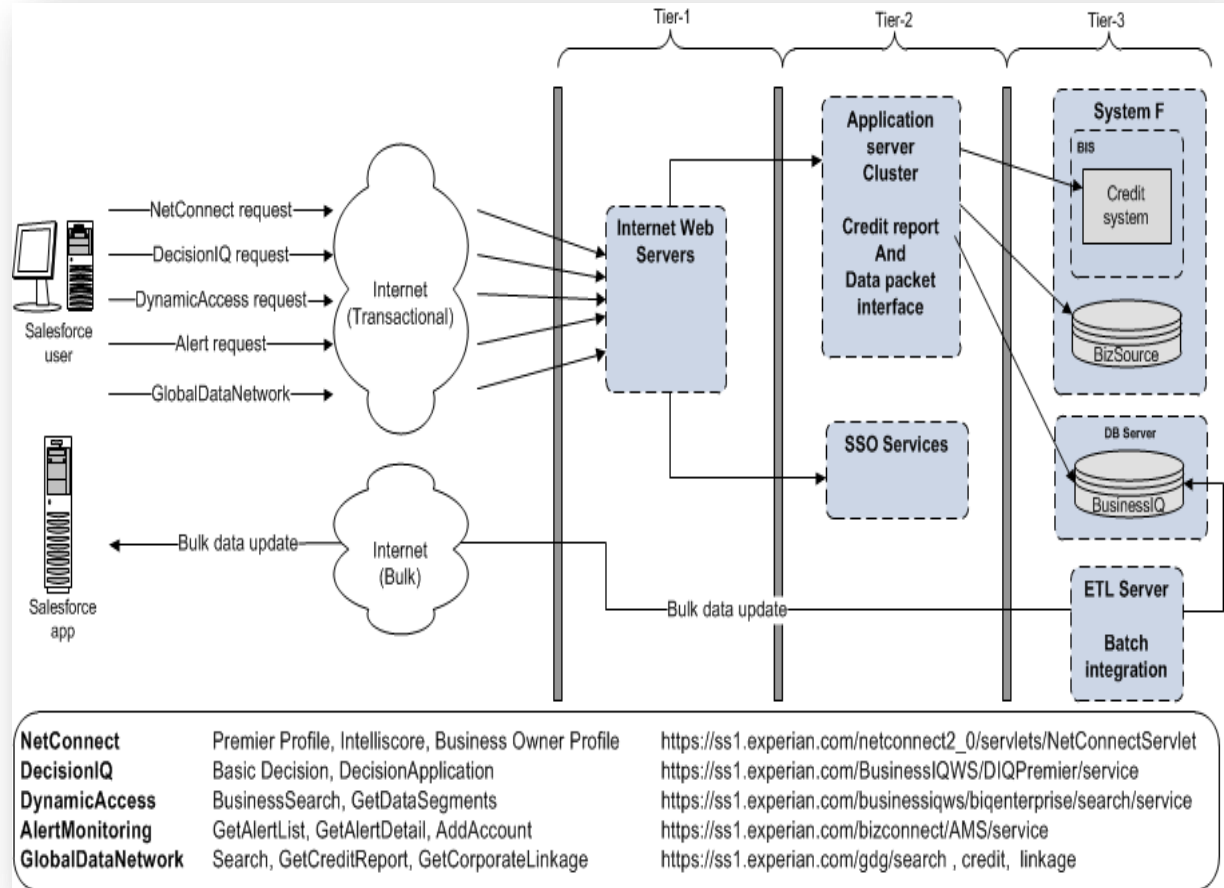 Tier-1
Tier-2
Tier-3
NetConnect request
DecisionIQ request
DynamicAccess request
Alert request
GlobalDataNetwork
Salesforce
user
Internet
(Transactional)
Internet Web
Servers
Application
server
Cluster
Credit report
And
Data packet
interface
SSO Services
System F
BIS
Credit
system
BizSource
DB Server
BusinessIQ
ETL Server
Batch
integration
Salesforce
app
Bulk data update
Internet
(Bulk)
Bulk data update
NetConnect Premier Profile, Intelliscore, Business Owner Profile https://ss1.experian.com/netconnect2_0/servlets/NetConnectServlet
DecisionIQ Basic Decision, DecisionApplication https://ss1.experian.com/BusinessIQWS/DIQPremier/service
DynamicAccess BusinessSearch, GetDataSegments https://ss1.experian.com/businessiqws/biqenterprise/search/service
AlertMonitoring GetAlertList, GetAlertDetail, AddAccount https://ss1.experian.com/bizconnect/AMS/service
GlobalDataNetwork Search, GetCreditReport, GetCorporateLinkage https://ss1.experian.com/gdg/search , credit, linkage